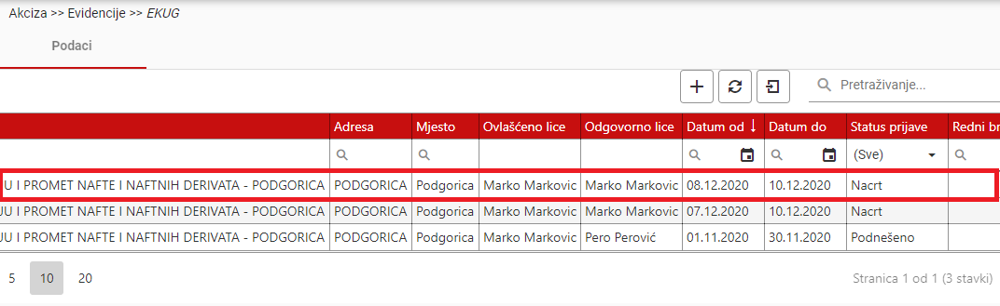 Akciza >> Evidencije >> EKUG
Podaci
Pretraživanje...
Adresa Mjesto Ovlašćeno lice Odgovorno lice Datum od ↓ Datum do Status prijave Redni
(Sve)
I PROMET NAFTE I NAFTNIH DERIVATA - PODGORICA PODGORICA Podgorica Marko Markovic Marko Markovic 08.12.2020 10.12.2020 Nacrt
I PROMET NAFTE I NAFTNIH DERIVATA - PODGORICA PODGORICA Podgorica Marko Markovic Marko Markovic 07.12.2020 10.12.2020 Nacrt
I PROMET NAFTE I NAFTNIH DERIVATA - PODGORICA PODGORICA Podgorica Marko Markovic Pero Perović 01.11.2020 30.11.2020 Podnešeno
5 10 20 Stranica 1 od 1 (3 stavki)